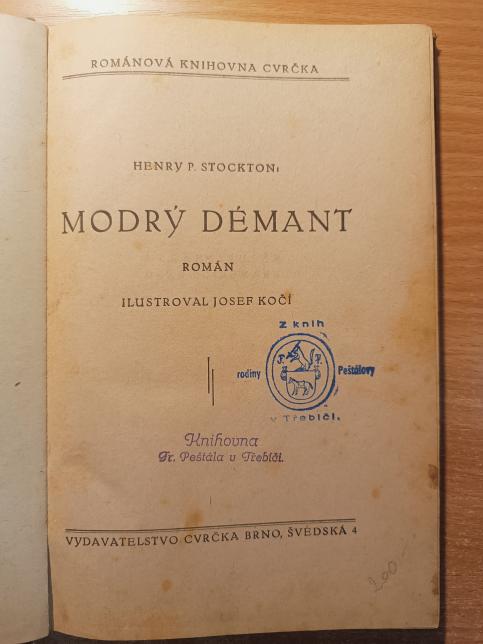 ROMÁNOVÁ KNIHOVNA CVRČKA
HENRY P. STOCKTON:
MODRÝ DÉMANT
ROMÁN
ILUSTROVAL JOSEF KOČÍ
Z knih
rodiny Peštálovy
v Třebíči.
Knihovna
Fr. Peštála v Třebíči.
VYDAVATELSTVO CVRČKA BRNO, ŠVÉDSKÁ 4
200.-